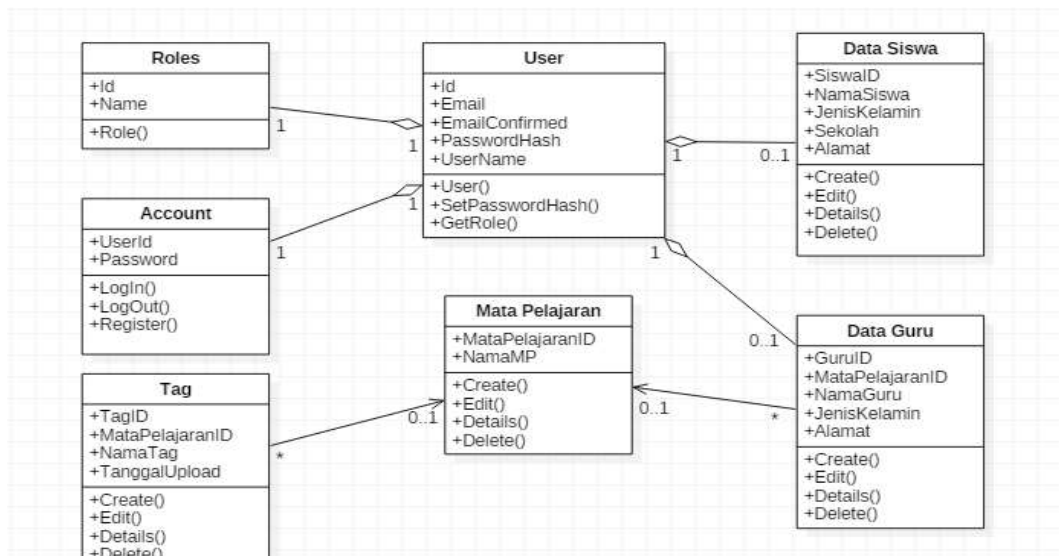 Roles
+Id
+Name
+Role()
1
User
+Id
+Email
+EmailConfirmed
+PasswordHash
+UserName
+User()
+SetPasswordHash()
+GetRole()
1
1
1
1
Data Siswa
+SiswaID
+NamaSiswa
+JenisKelamin
+Sekolah
+Alamat
+Create()
+Edit()
+Details()
+Delete()
0..1
Account
+UserId
+Password
+LogIn()
+LogOut()
+Register()
1
Mata Pelajaran
+MataPelajaranID
+NamaMP
+Create()
+Edit()
+Details()
+Delete()
0..1
0..1
Data Guru
+GuruID
+MataPelajaranID
+NamaGuru
+JenisKelamin
+Alamat
+Create()
+Edit()
+Details()
+Delete()
0..1
*
Tag
+TagID
+MataPelajaranID
+NamaTag
+TanggalUpload
+Create()
+Edit()
+Details()
+Delete()
*